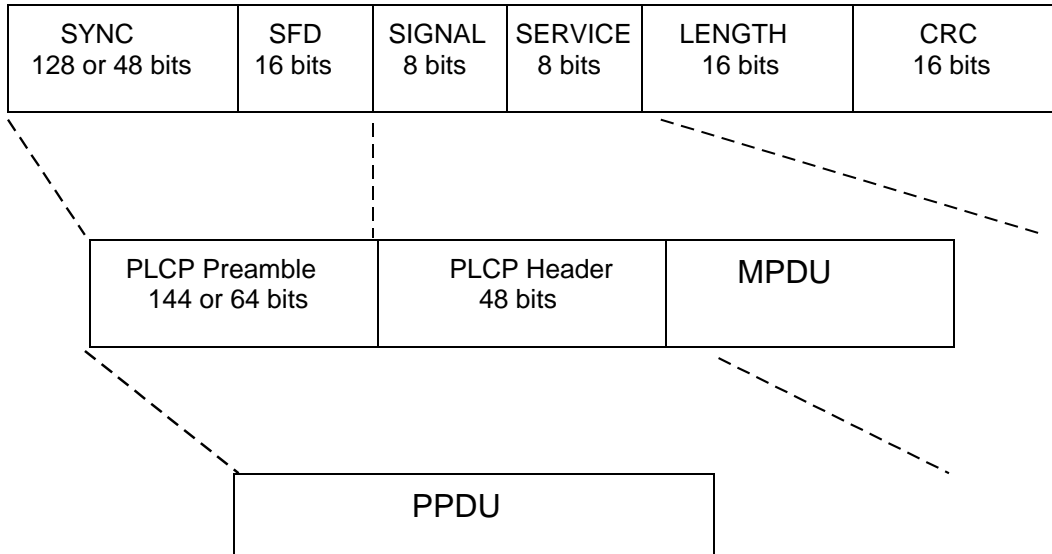 SYNC
128 or 48 bits
SFD
16 bits
SIGNAL
8 bits
SERVICE
8 bits
LENGTH
16 bits
CRC
16 bits
PLCP Preamble
144 or 64 bits
PLCP Header
48 bits
MPDU
PPDU